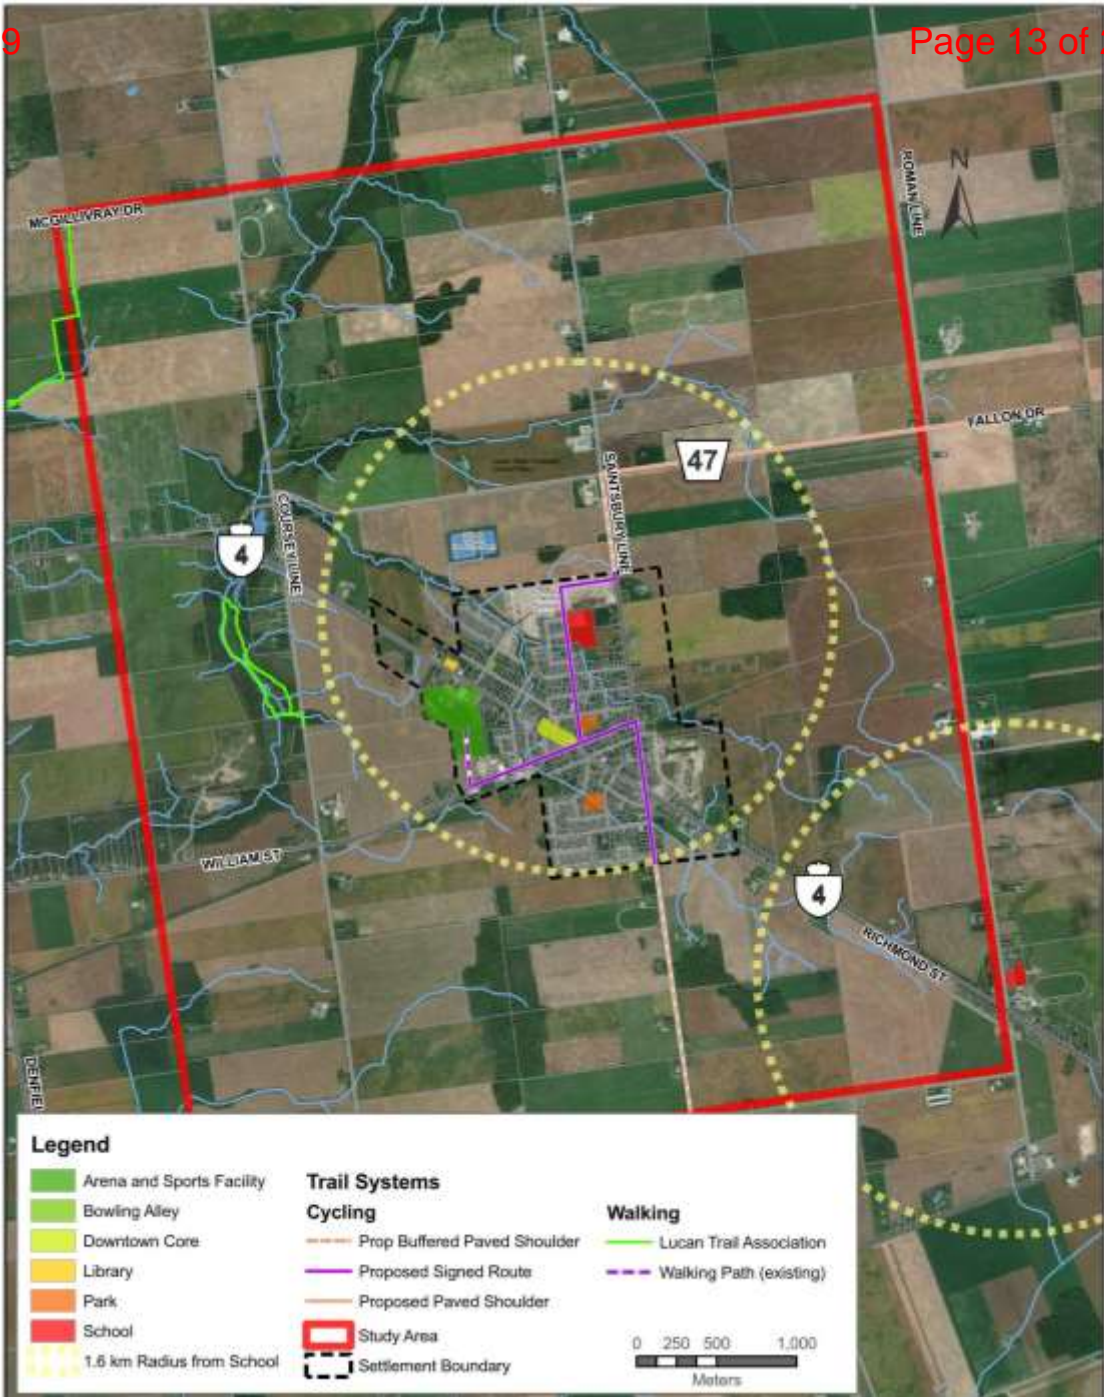 9
Page 13 of
MCGILLIVRAY DR
ROMAN LINE
N
FALLON DR
47
SAINTSBURY LINE
COURSEY LINE
4
WILLIAM ST
4
RICHMOND ST
DENFIEL
Legend
Arena and Sports Facility
Bowling Alley
Downtown Core
Library
Park
School
1.6 km Radius from School
Trail Systems
Cycling
Prop Buffered Paved Shoulder
Proposed Signed Route
Proposed Paved Shoulder
Study Area
Settlement Boundary
Walking
Lucan Trail Association
Walking Path (existing)
0 250 500 1,000
Meters